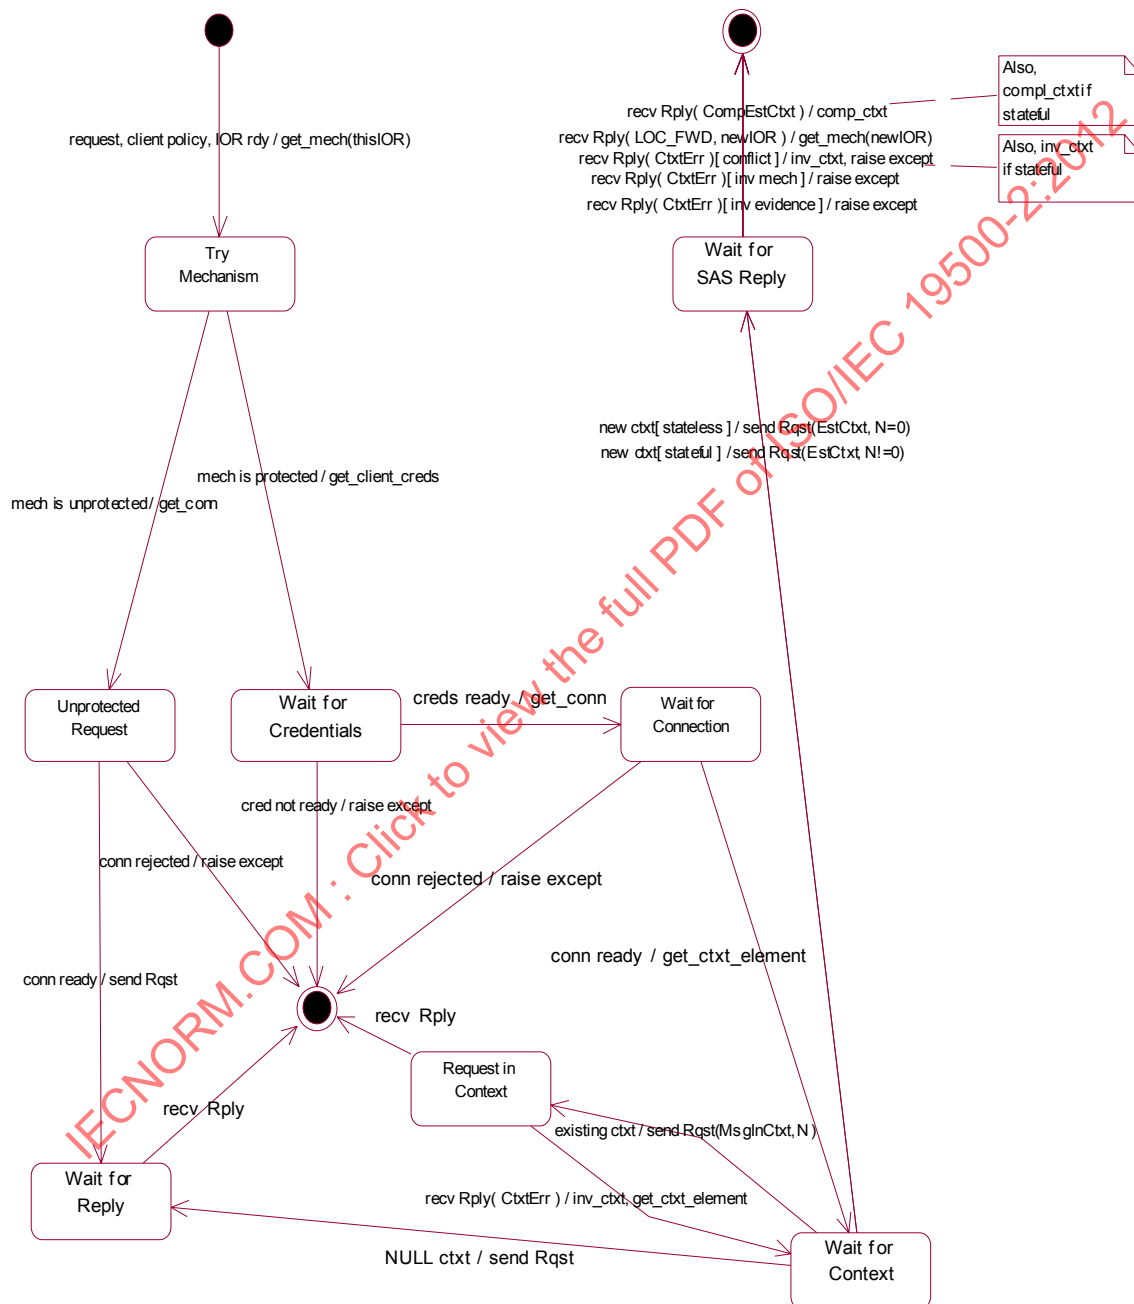 Also,
compl_ctxt if
stateful
recv Rply( CompEstCtxt ) / comp_ctxt
request, client policy, IOR rdy / get_mech(thisIOR)
recv Rply( LOC_FWD, newIOR ) / get_mech(newIOR)
recv Rply( CtxtErr )[ conflict ] / inv_ctxt, raise except
recv Rply( CtxtErr )[ inv mech ] / raise except
recv Rply( CtxtErr )[ inv evidence ] / raise except
Also, inv_ctxt
if stateful
Try
Mechanism
Wait for
SAS Reply
new ctxt[ stateless ] / send Rqst(EstCtxt, N=0)
new ctxt[ stateful ] / send Rqst(EstCtxt, N!=0)
mech is protected / get_client_creds
mech is unprotected / get_conn
Unprotected
Request
Wait for
Credentials
creds ready / get_conn
Wait for
Connection
cred not ready / raise except
conn rejected / raise except
conn rejected / raise except
conn ready / get_ctxt_element
conn ready / send Rqst
recv Rply
Request in
Context
recv Rply
existing ctxt / send Rqst(MsgInCtxt, N )
Wait for
Reply
recv Rply( CtxtErr ) / inv_ctxt, get_ctxt_element
NULL ctxt / send Rqst
Wait for
Context
IECNORM.COM : Click to view the full PDF of ISO/IEC 19500-2:2012